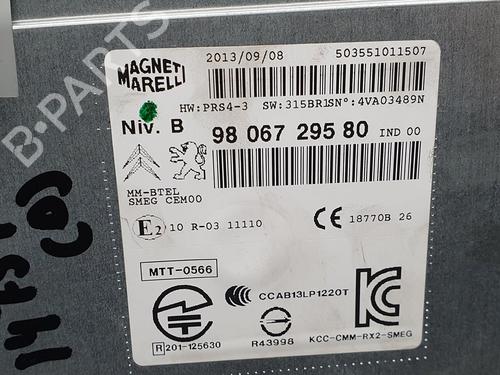 2013/09/08 503551011507
MAGNETI
MARELLI
HW:PRS4-3 SW:315BR1SN°:4VA03489N
Niv. B
98 067 295 80 IND 00
MM-BTEL
SMEG CEM00
E2 10 R-03 11110
CE 18770B 26
MTT-0566
CCAB13LP1220T
R 201-125630
R43998
KCC-CMM-RX2-SMEG
B-PARTS